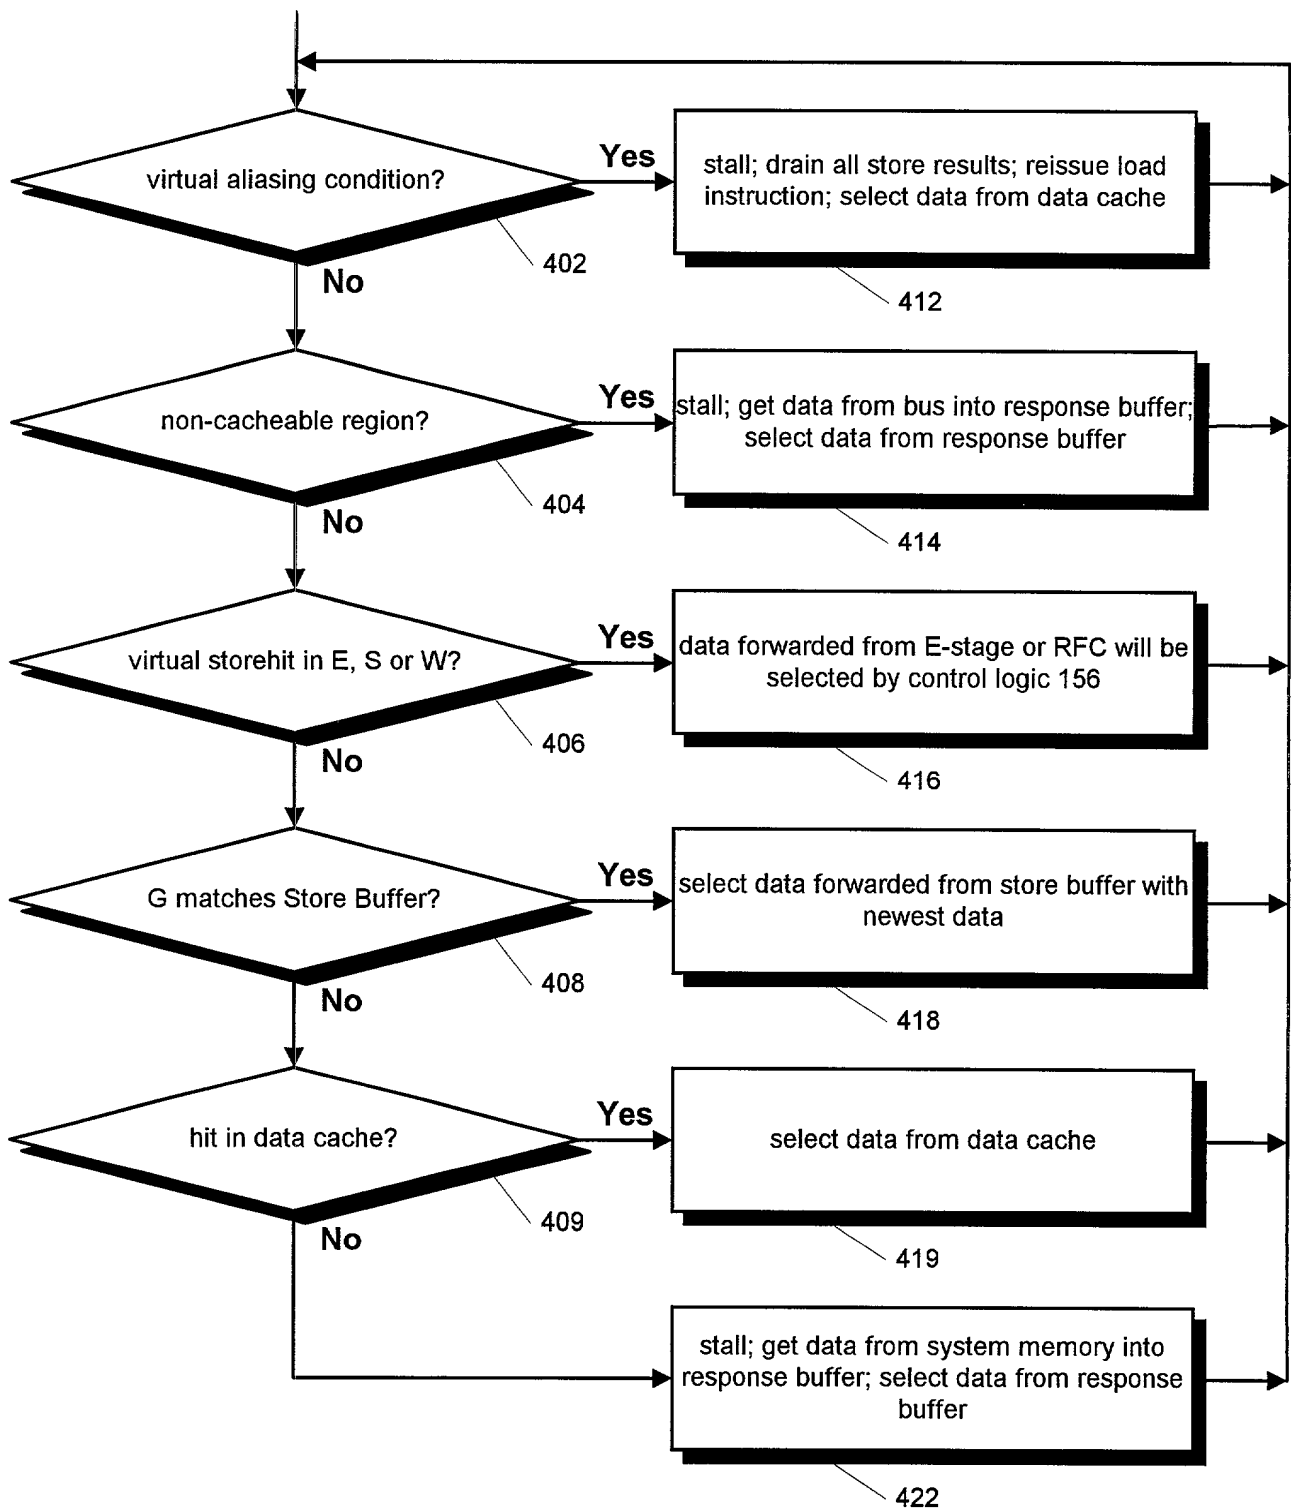 virtual aliasing condition?
Yes
stall; drain all store results; reissue load
instruction; select data from data cache
402
No
412
non-cacheable region?
Yes
stall; get data from bus into response buffer;
select data from response buffer
404
No
414
virtual storehit in E, S or W?
Yes
data forwarded from E-stage or RFC will be
selected by control logic 156
406
No
416
G matches Store Buffer?
Yes
select data forwarded from store buffer with
newest data
408
No
418
hit in data cache?
Yes
select data from data cache
409
No
419
stall; get data from system memory into
response buffer; select data from response
buffer
422